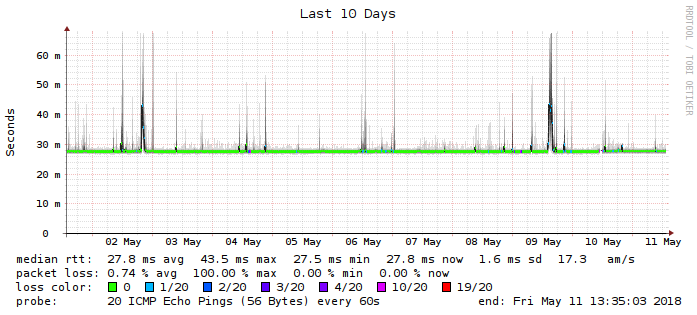 Last 10 Days
RRDTOOL / TOBI OETIKER
Seconds
60 m
50 m
40 m
30 m
20 m
10 m
0
02 May 03 May 04 May 05 May 06 May 07 May 08 May 09 May 10 May 11 May
median rtt: 27.8 ms avg 43.5 ms max 27.5 ms min 27.8 ms now 1.6 ms sd 17.3 am/s
packet loss: 0.74 % avg 100.00 % max 0.00 % min 0.00 % now
loss color: 0 1/20 2/20 3/20 4/20 10/20 19/20
probe: 20 ICMP Echo Pings (56 Bytes) every 60s end: Fri May 11 13:35:03 2018